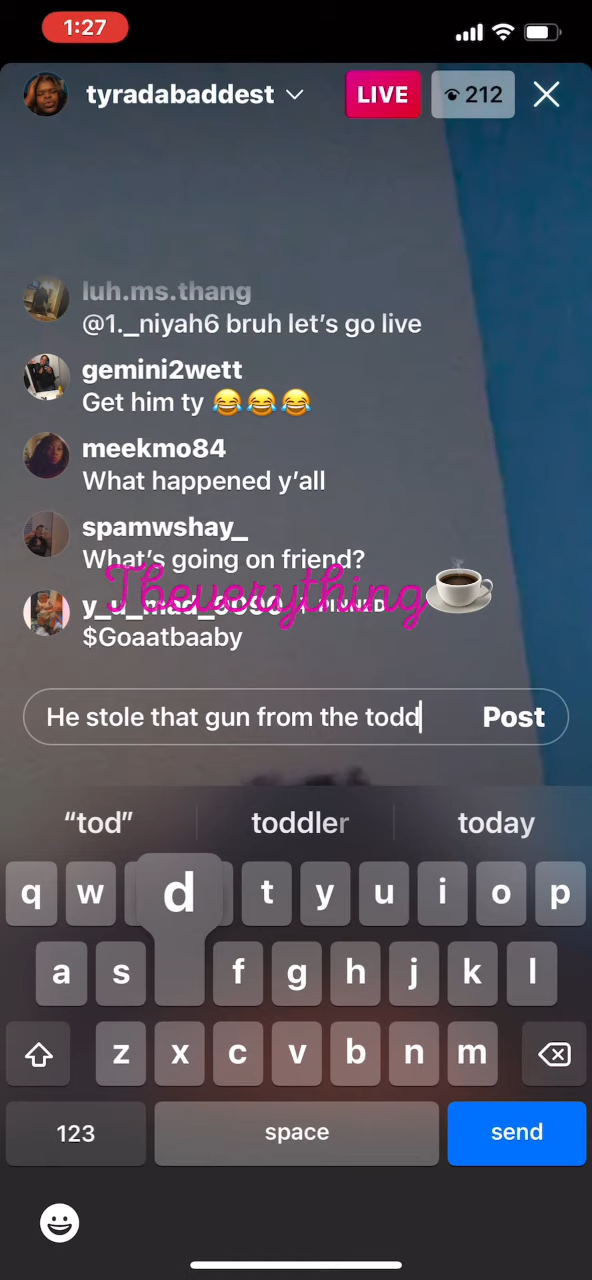 1:27
tyradabaddest
LIVE
212
luh.ms.thang
@1._niyah6 bruh let's go live
gemini2wett
Get him ty 😂😂😂
meekmo84
What happened y'all
spamwshay_
What's going on friend?
Tbeverything☕
PINNED
$Goaatbaaby
He stole that gun from the todd
Post
“tod”
toddler
today
q w d t y u i o p
a s f g h j k l
z x c v b n m
123
space
send